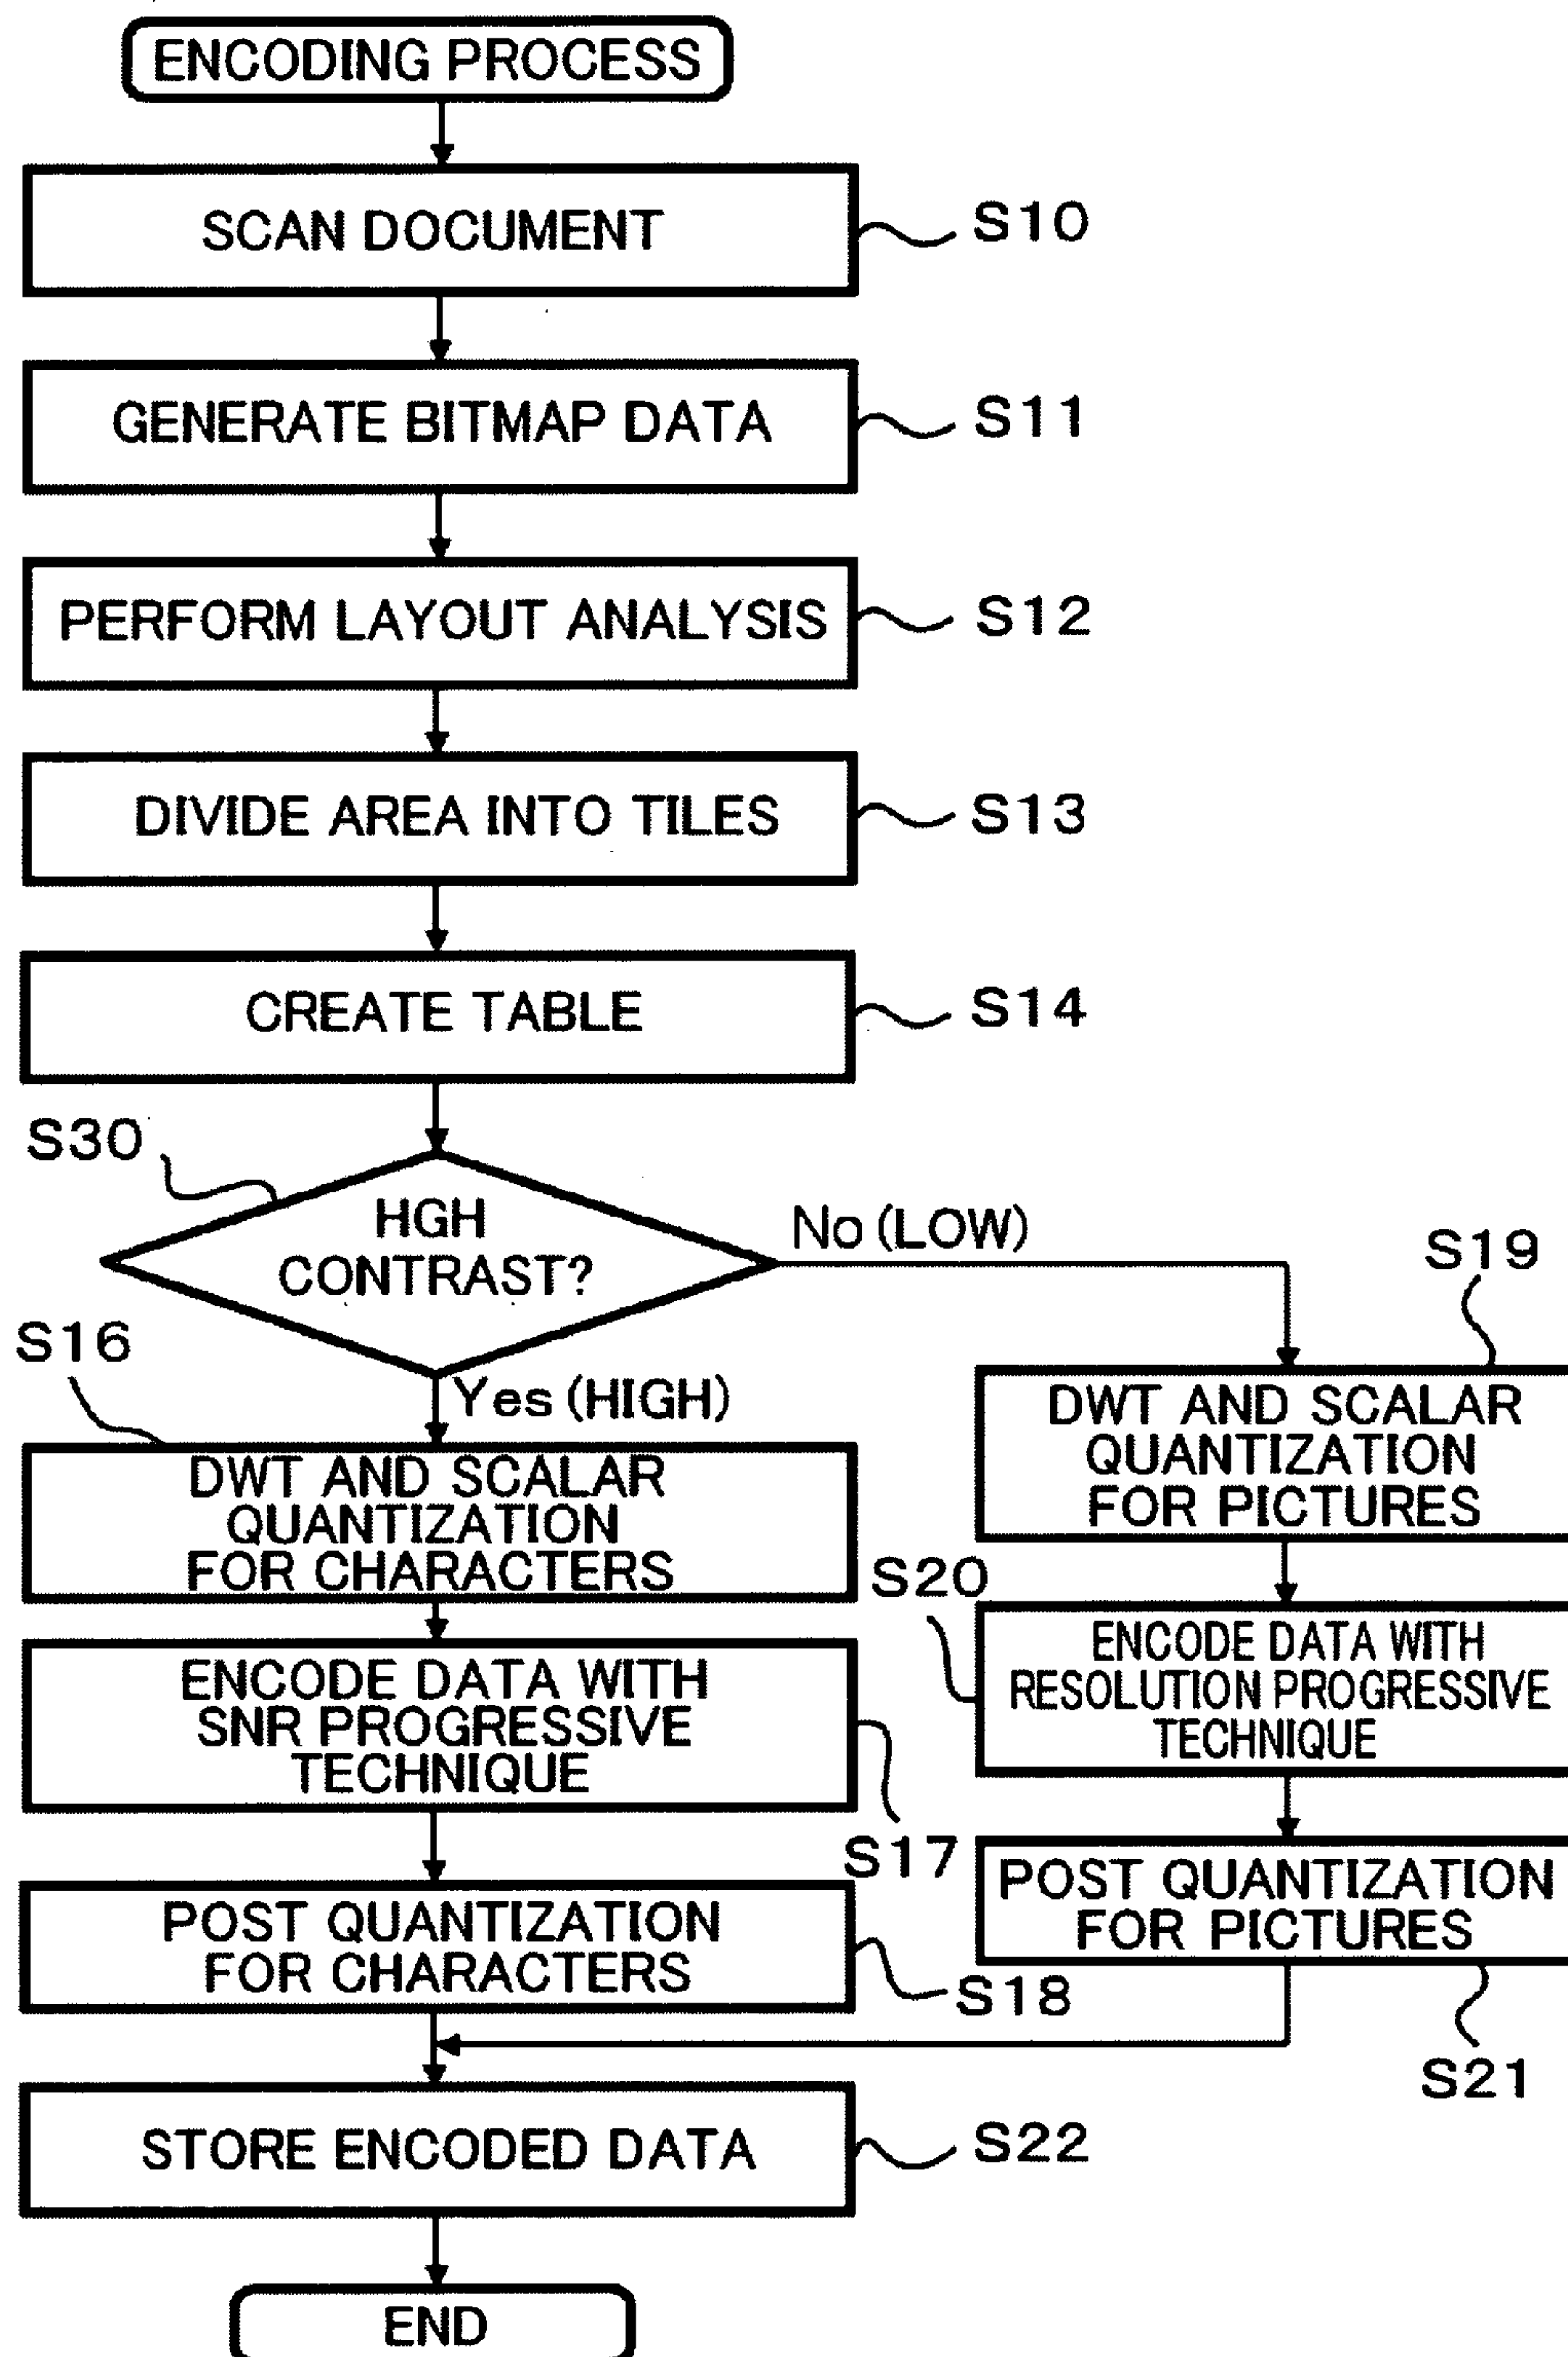 ENCODING PROCESS
SCAN DOCUMENT
S10
GENERATE BITMAP DATA
S11
PERFORM LAYOUT ANALYSIS
S12
DIVIDE AREA INTO TILES
S13
CREATE TABLE
S14
S30
HGH
CONTRAST?
No (LOW)
Yes (HIGH)
S16
DWT AND SCALAR
QUANTIZATION
FOR CHARACTERS
ENCODE DATA WITH
SNR PROGRESSIVE
TECHNIQUE
S17
POST QUANTIZATION
FOR CHARACTERS
S18
S19
DWT AND SCALAR
QUANTIZATION
FOR PICTURES
S20
ENCODE DATA WITH
RESOLUTION PROGRESSIVE
TECHNIQUE
POST QUANTIZATION
FOR PICTURES
S21
STORE ENCODED DATA
S22
END